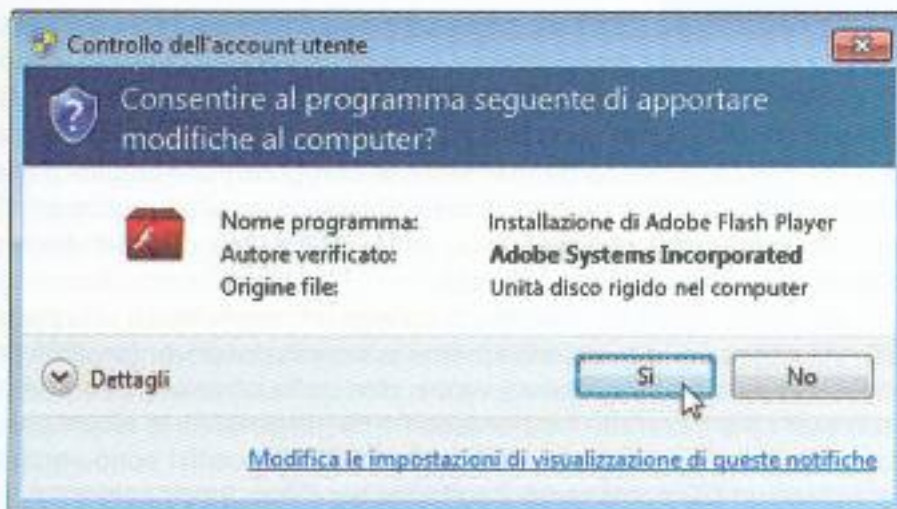 Controllo dell'account utente
Consentire al programma seguente di apportare
modifiche al computer?
Nome programma: Installazione di Adobe Flash Player
Autore verificato: Adobe Systems Incorporated
Origine file: Unità disco rigido nel computer
Dettagli
Sì No
Modifica le impostazioni di visualizzazione di queste notifiche